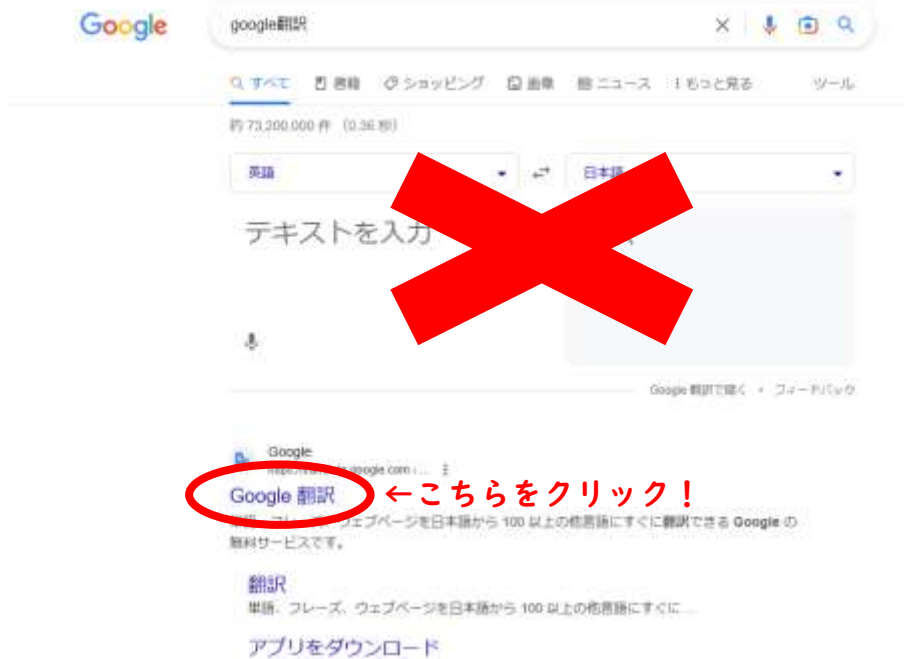 Google
google翻訳
すべて 書籍 ショッピング 画像 ニュース もっと見る ツール
約 73,200,000 件 (0.36 秒)
英語 日本語
テキストを入力
Google 翻訳で開く ・ フィードバック
Google
Google 翻訳 ←こちらをクリック!
ウェブページを日本語から 100 以上の他言語にすぐに翻訳できる Google の
無料サービスです。
翻訳
単語、フレーズ、ウェブページを日本語から 100 以上の他言語にすぐに ...
アプリをダウンロード